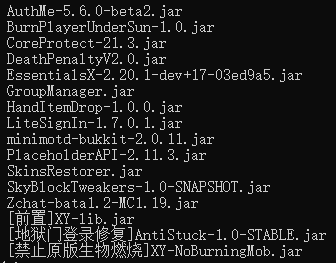 AuthMe-5.6.0-beta2.jar
BurnPlayerUnderSun-1.0.jar
CoreProtect-21.3.jar
DeathPenaltyV2.0.jar
EssentialsX-2.20.1-dev+17-03ed9a5.jar
GroupManager.jar
HandItemDrop-1.0.0.jar
LiteSignIn-1.7.0.1.jar
minimotd-bukkit-2.0.11.jar
PlaceholderAPI-2.11.3.jar
SkinsRestorer.jar
SkyBlockTweakers-1.0-SNAPSHOT.jar
Zchat-bata1.2-MC1.19.jar
[前置]XY-lib.jar
[地狱门登录修复]AntiStuck-1.0-STABLE.jar
[禁止原版生物燃烧]XY-NoBurningMob.jar